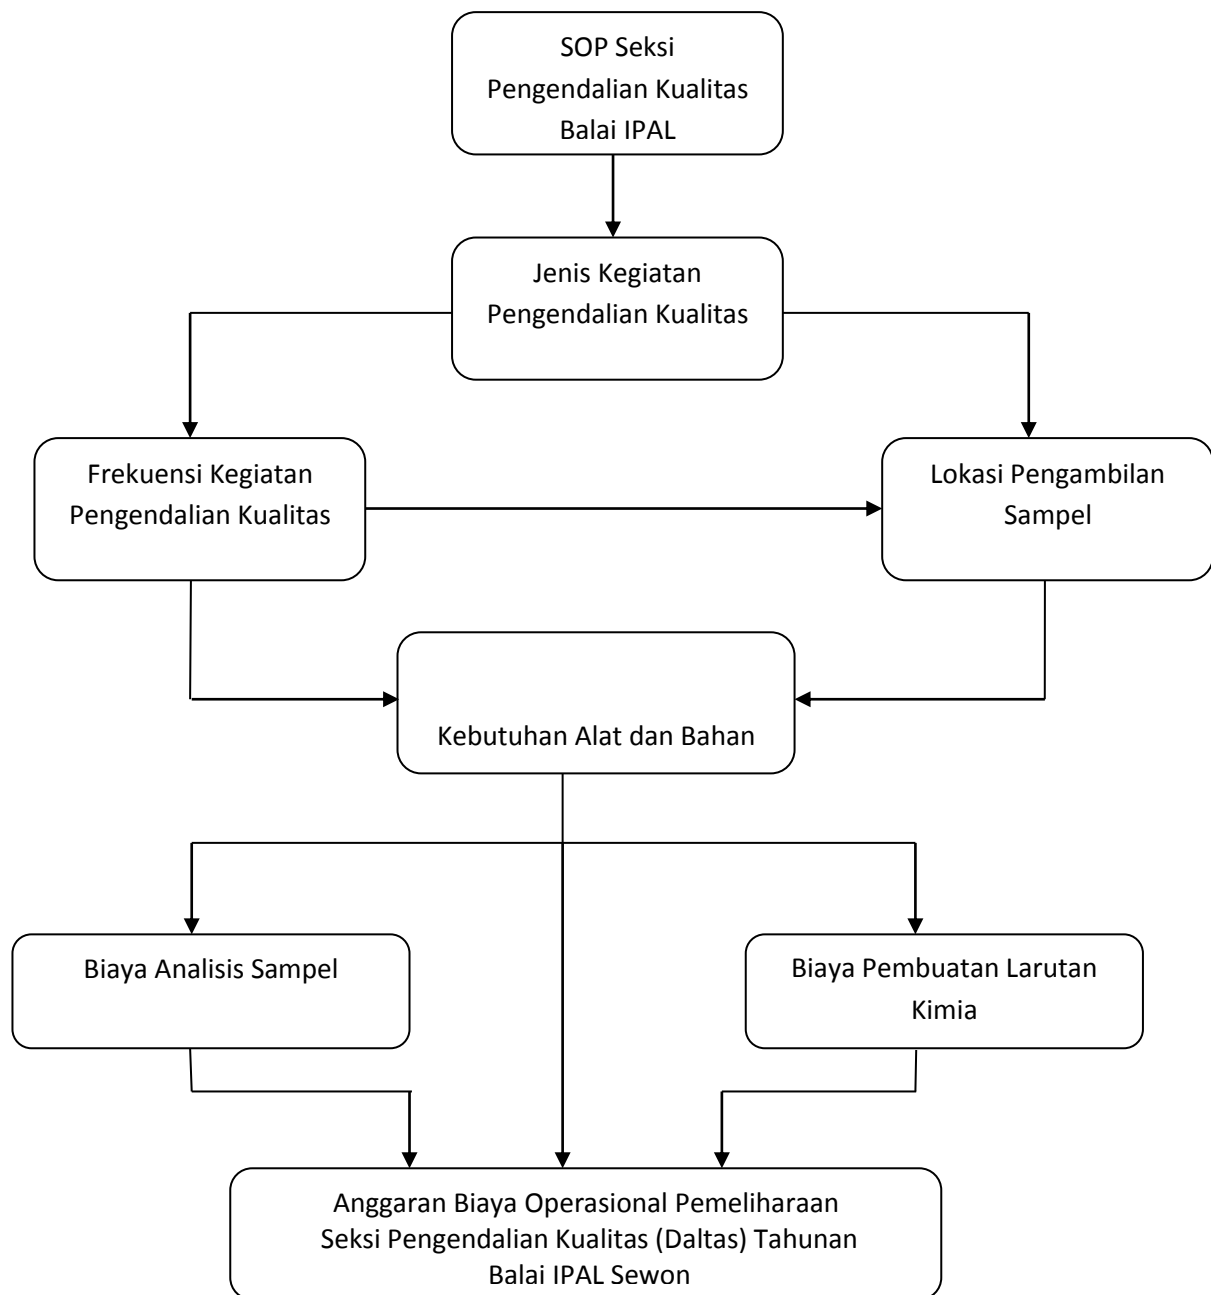 SOP Seksi
Pengendalian Kualitas
Balai IPAL
Jenis Kegiatan
Pengendalian Kualitas
Frekuensi Kegiatan
Pengendalian Kualitas
Lokasi Pengambilan
Sampel
Kebutuhan Alat dan Bahan
Biaya Analisis Sampel
Biaya Pembuatan Larutan
Kimia
Anggaran Biaya Operasional Pemeliharaan
Seksi Pengendalian Kualitas (Daltas) Tahunan
Balai IPAL Sewon